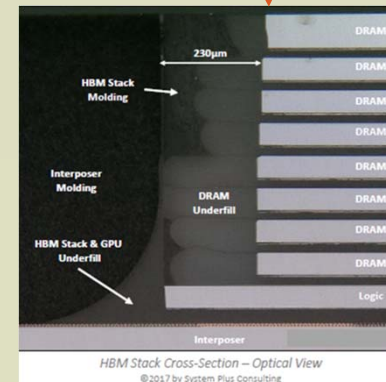 DRAM
230µm
DRAM
HBM Stack
Molding
DRAM
DRAM
Interposer
Molding
DRAM
DRAM
Underfill
DRAM
HBM Stack & GPU
Underfill
DRAM
DRAM
Logic
Interposer
HBM Stack Cross-Section – Optical View
©2017 by System Plus Consulting